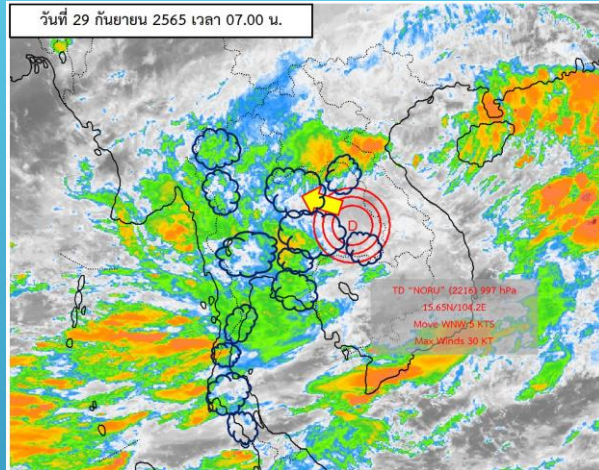 วันที่ 29 กันยายน 2565 เวลา 07.00 น.
D
TD "NORU" (2216) 997 hPa
15.65N/104.2E
Move WNW 5 KTS
Max Winds 30 KT